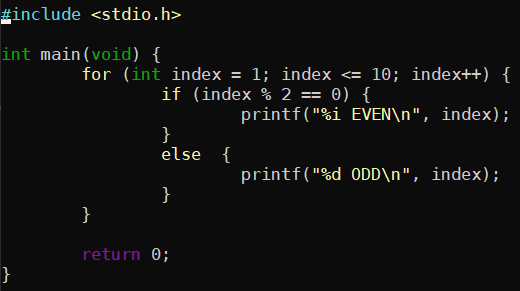 #include <stdio.h>

int main(void) {
        for (int index = 1; index <= 10; index++) {
                if (index % 2 == 0) {
                        printf("%i EVEN\n", index);
                }
                else  {
                        printf("%d ODD\n", index);
                }
        }

        return 0;
}